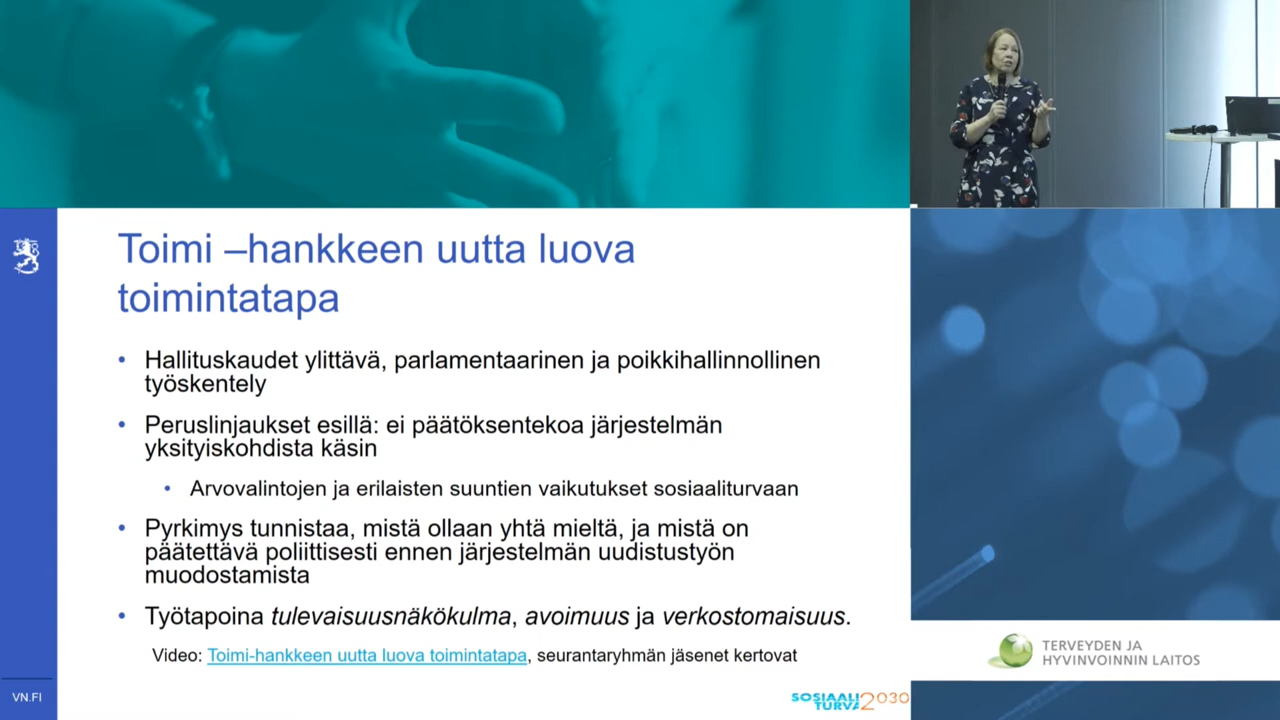 Toimi –hankkeen uutta luova
toimintatapa
• Hallituskaudet ylittävä, parlamentaarinen ja poikkihallinnollinen
työskentely
• Peruslinjaukset esillä: ei päätöksentekoa järjestelmän
yksityiskohdista käsin
• Arvovalintojen ja erilaisten suuntien vaikutukset sosiaaliturvaan
• Pyrkimys tunnistaa, mistä ollaan yhtä mieltä, ja mistä on
päätettävä poliittisesti ennen järjestelmän uudistustyön
muodostamista
• Työtapoina tulevaisuusnäkökulma, avoimuus ja verkostomaisuus.
Video: Toimi-hankkeen uutta luova toimintatapa, seurantaryhmän jäsenet kertovat
VN.FI
SOSIAALI
TURVA2030
TERVEYDEN JA
HYVINVOINNIN LAITOS